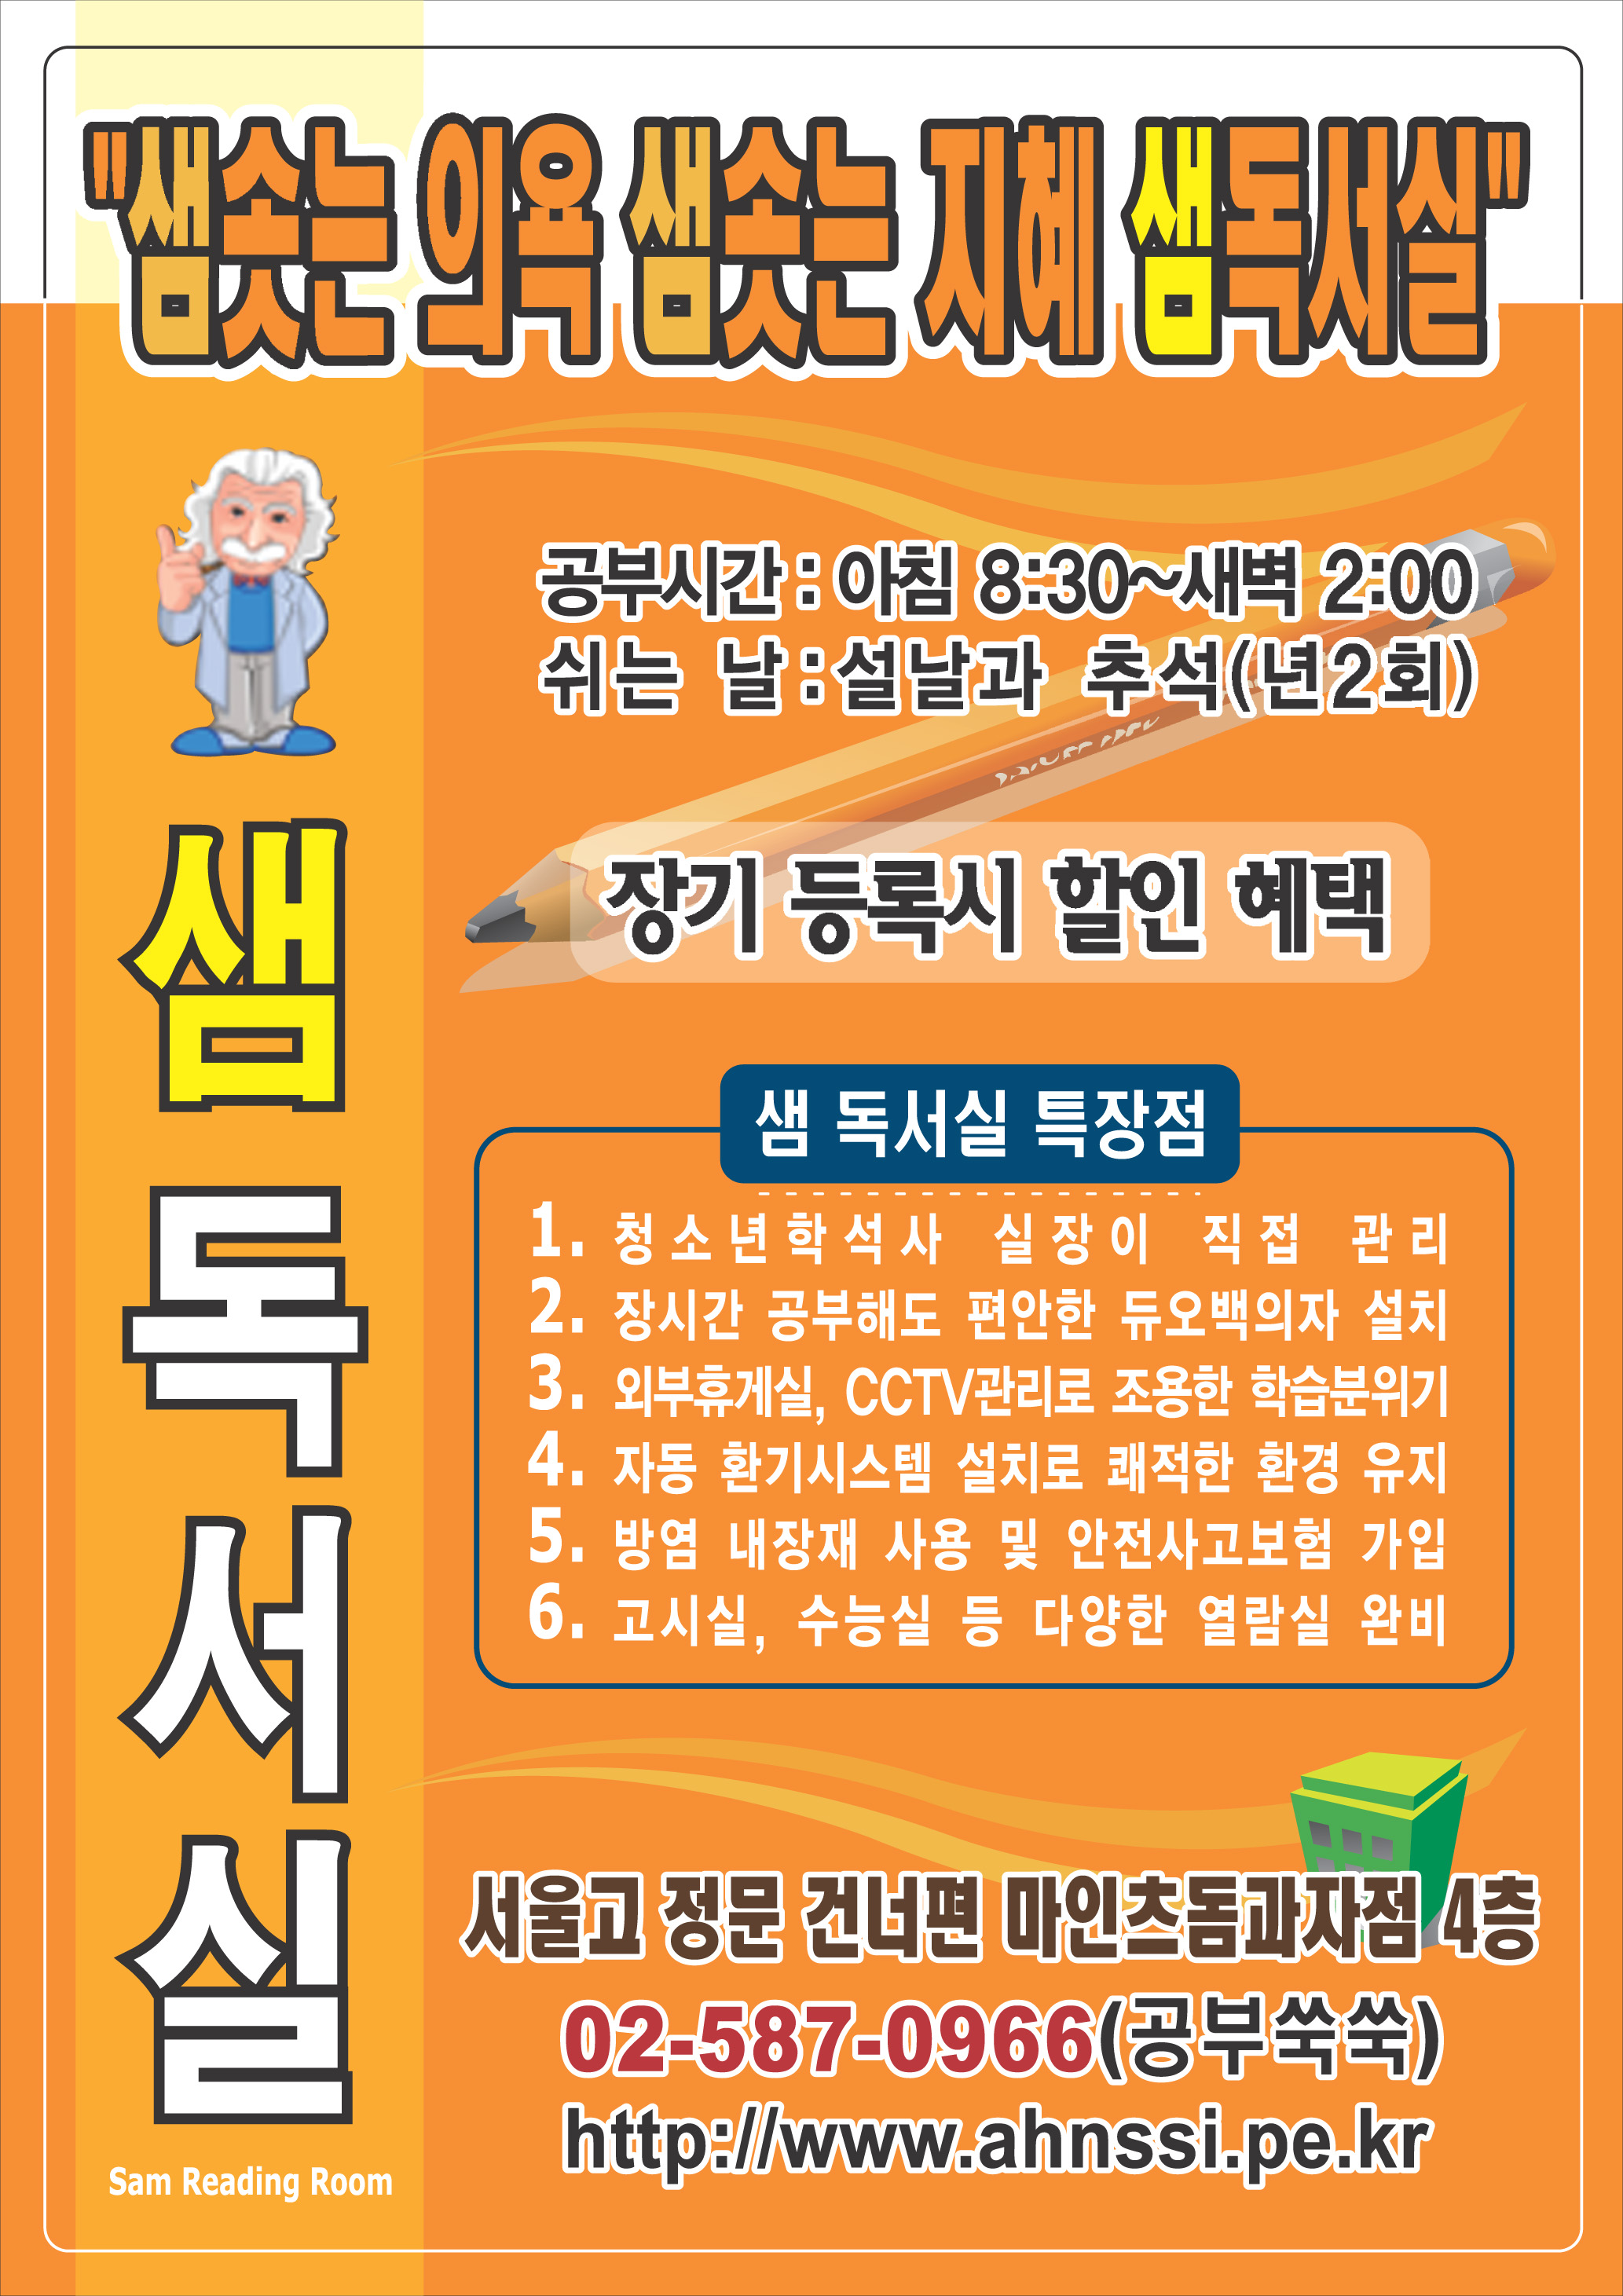 "샘솟는 의욕 샘솟는 지혜 샘독서실"
공부시간 : 아침 8:30~새벽 2:00
쉬는 날 : 설날과 추석(년2회)
장기 등록시 할인 혜택
샘 독서실 특장점
1. 청소년학석사 실장이 직접 관리
2. 장시간 공부해도 편안한 듀오백의자 설치
3. 외부휴게실, CCTV관리로 조용한 학습분위기
4. 자동 환기시스템 설치로 쾌적한 환경 유지
5. 방염 내장재 사용 및 안전사고보험 가입
6. 고시실, 수능실 등 다양한 열람실 완비
서울고 정문 건너편 마인츠돔과자점 4층
02-587-0966(공부쑥쑥)
http://www.ahnssi.pe.kr
샘독서실
Sam Reading Room